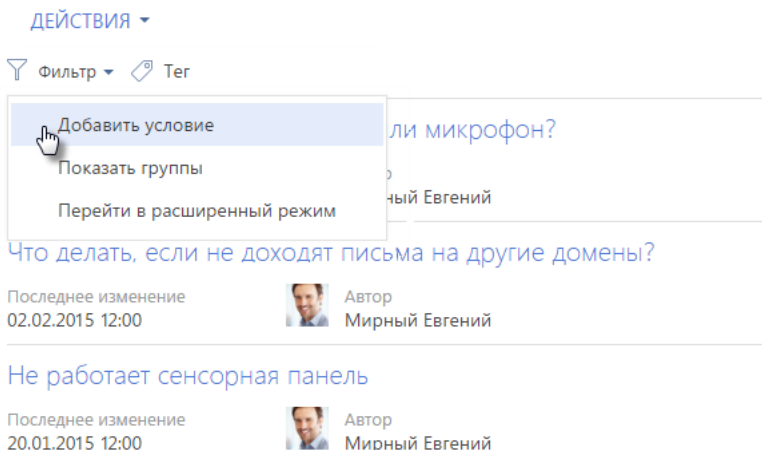 ДЕЙСТВИЯ
Фильтр Тег
Добавить условие
ли микрофон?
Показать группы
Перейти в расширенный режим
ный Евгений
Что делать, если не доходят письма на другие домены?
Последнее изменение Автор
02.02.2015 12:00 Мирный Евгений
Не работает сенсорная панель
Последнее изменение Автор
20.01.2015 12:00 Мирный Евгений